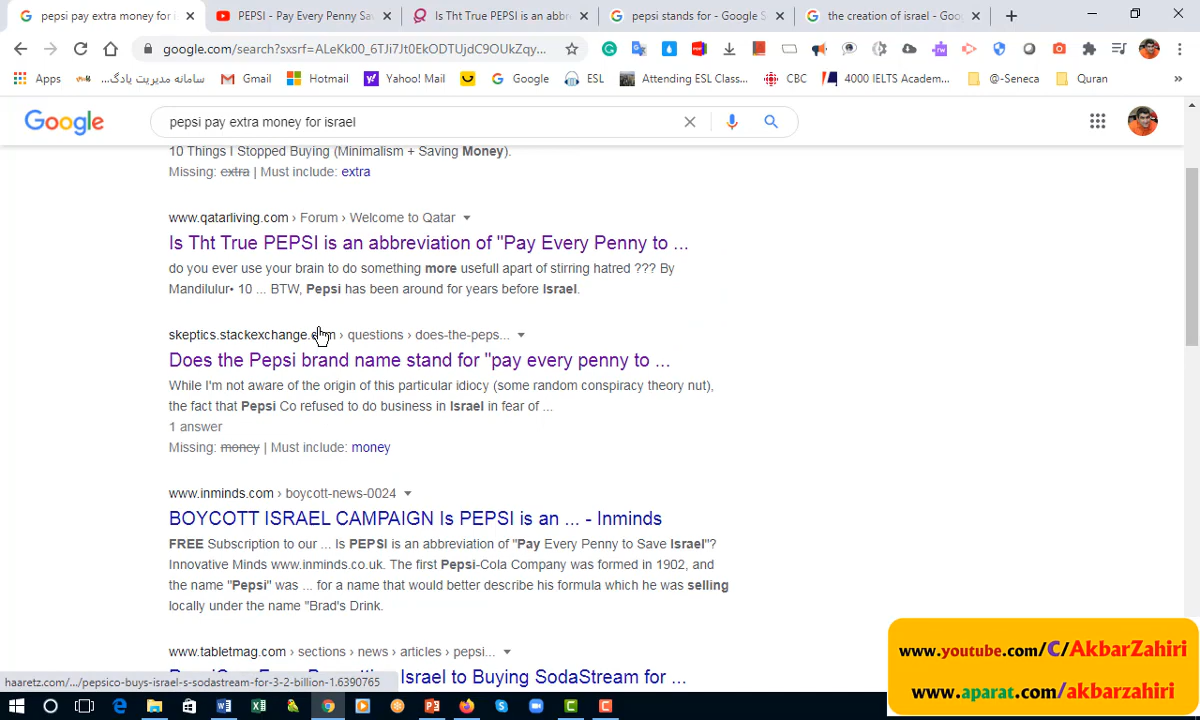 pepsi pay extra money for i
PEPSI - Pay Every Penny Sav
Is Tht True PEPSI is an abbre
pepsi stands for - Google Se
the creation of israel - Goog
google.com/search?sxsrf=ALeKk00_6TJi7Jt0EkODTUjdC9OUkZqy...
Apps
سامانه مدیریت یادگ...
Gmail
Hotmail
Yahoo! Mail
Google
ESL
Attending ESL Class...
CBC
4000 IELTS Academ...
@-Seneca
Quran
»
Google
pepsi pay extra money for israel
10 Things I Stopped Buying (Minimalism + Saving Money).
Missing: extra | Must include: extra
www.qatarliving.com › Forum › Welcome to Qatar
Is Tht True PEPSI is an abbreviation of "Pay Every Penny to ...
do you ever use your brain to do something more usefull apart of stirring hatred ??? By
Mandilulur• 10 ... BTW, Pepsi has been around for years before Israel.
skeptics.stackexchange.com › questions › does-the-peps...
Does the Pepsi brand name stand for "pay every penny to ...
While I'm not aware of the origin of this particular idiocy (some random conspiracy theory nut),
the fact that Pepsi Co refused to do business in Israel in fear of ...
1 answer
Missing: money | Must include: money
www.inminds.com › boycott-news-0024
BOYCOTT ISRAEL CAMPAIGN Is PEPSI is an ... - Inminds
FREE Subscription to our ... Is PEPSI is an abbreviation of "Pay Every Penny to Save Israel"?
Innovative Minds www.inminds.co.uk. The first Pepsi-Cola Company was formed in 1902, and
the name "Pepsi" was ... for a name that would better describe his formula which he was selling
locally under the name "Brad's Drink.
www.tabletmag.com › sections › news › articles › pepsi...
Israel to Buying SodaStream for ...
haaretz.com/.../pepsico-buys-israel-s-sodastream-for-3-2-billion-1.6390765
www.youtube.com/C/AkbarZahiri
www.aparat.com/akbarzahiri